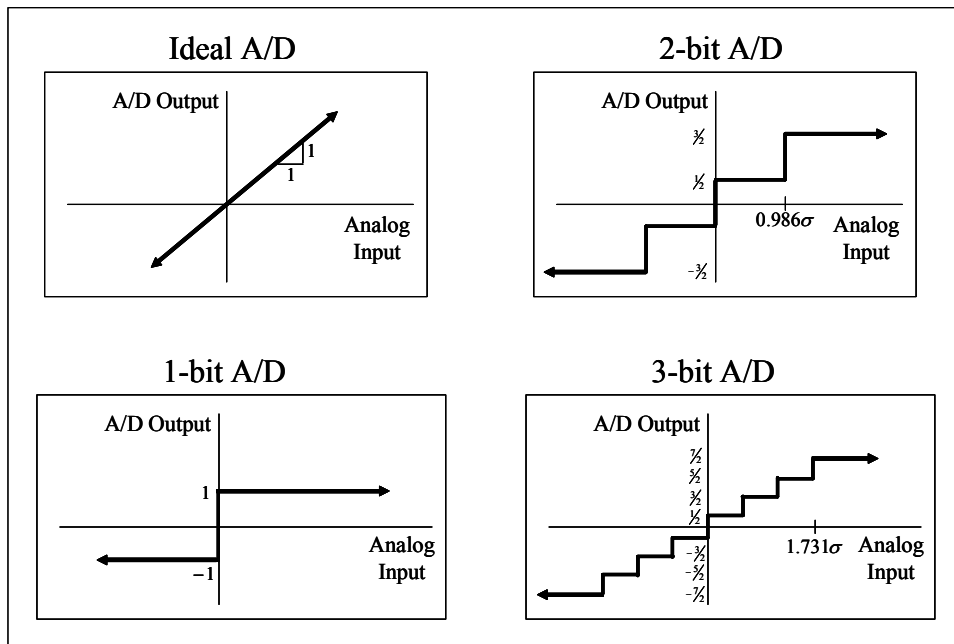 Ideal A/D
A/D Output
1
1
Analog
Input
2-bit A/D
A/D Output
3/2
1/2
0.986σ
Analog
Input
-3/2
1-bit A/D
A/D Output
1
Analog
Input
−1
3-bit A/D
A/D Output
7/2
5/2
3/2
1/2
1.731σ
Analog
Input
-3/2
-5/2
-7/2